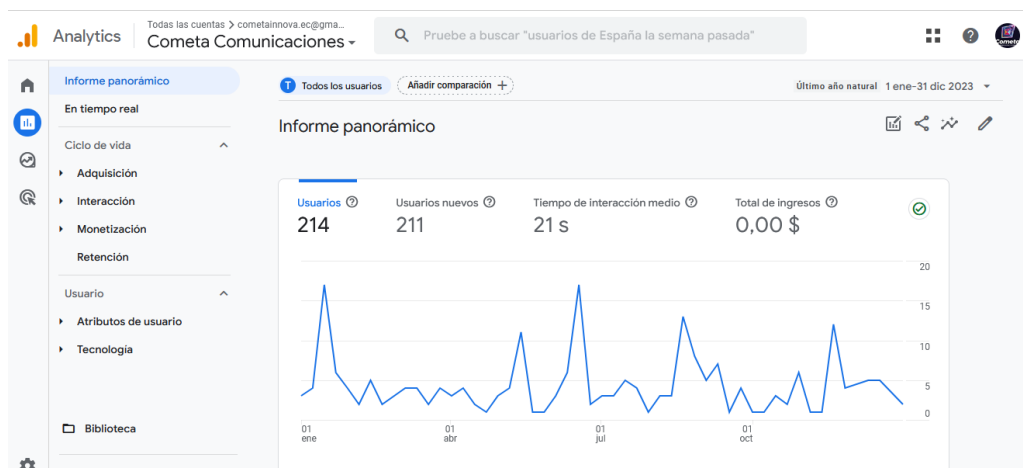 Analytics
Todas las cuentas > cometainnova.ec@gma...
Cometa Comunicaciones
Pruebe a buscar "usuarios de España la semana pasada"
Informe panorámico
En tiempo real
Ciclo de vida
Adquisición
Interacción
Monetización
Retención
Usuario
Atributos de usuario
Tecnología
Biblioteca
T Todos los usuarios
Añadir comparación +
Último año natural 1 ene-31 dic 2023
Informe panorámico
Usuarios
214
Usuarios nuevos
211
Tiempo de interacción medio
21 s
Total de ingresos
0,00 $
20
15
10
5
0
01 ene
01 abr
01 jul
01 oct